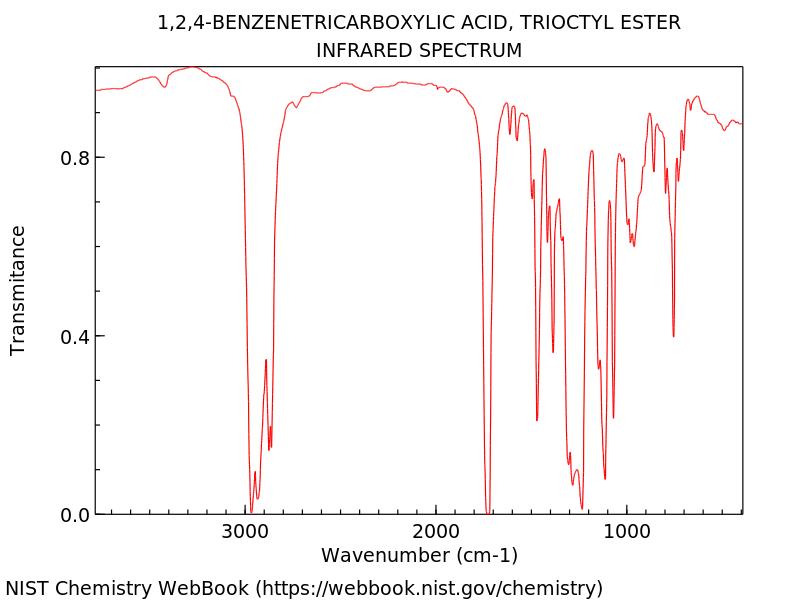 1,2,4-BENZENETRICARBOXYLIC ACID, TRIOCTYL ESTER
INFRARED SPECTRUM
0.8
0.4
0.0
Transmitance
3000 2000 1000
Wavenumber (cm-1)
NIST Chemistry WebBook (https://webbook.nist.gov/chemistry)